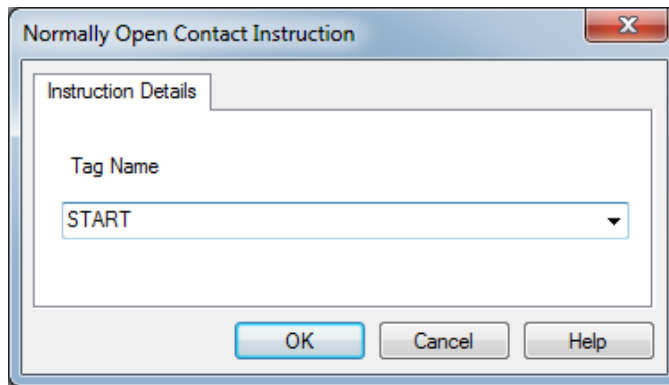 Normally Open Contact Instruction
Instruction Details
Tag Name
START
OK Cancel Help